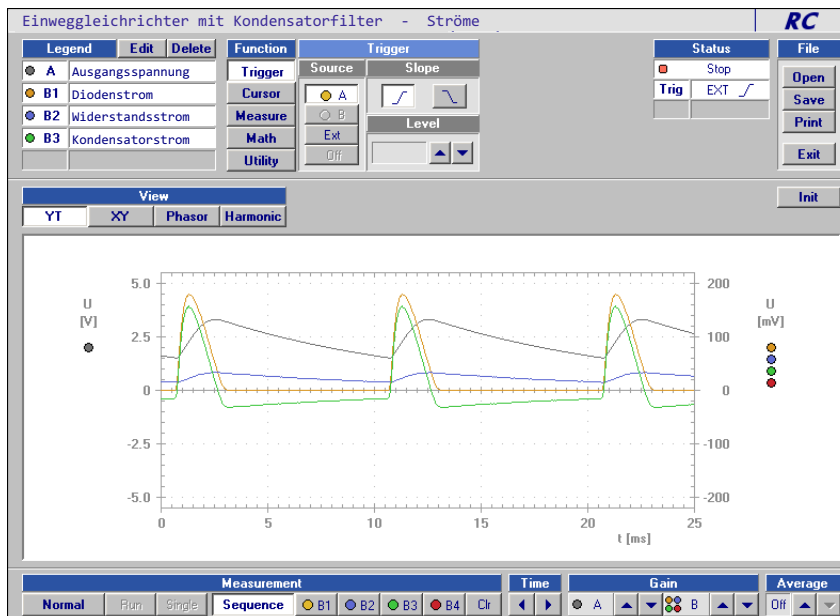 Einweggleichrichter mit Kondensatorfilter - Ströme
RC
Legend Edit Delete
A Ausgangsspannung
B1 Diodenstrom
B2 Widerstandsstrom
B3 Kondensatorstrom
Function
Trigger
Cursor
Measure
Math
Utility
Trigger
Source
A
B
Ext
Off
Slope
Level
Status
Stop
Trig EXT
File
Open
Save
Print
Exit
View
YT XY Phasor Harmonic
Init
U
[V]
5.0
2.5
0
-2.5
-5.0
200
100
0
-100
-200
U
[mV]
0 5 10 15 20 25
t [ms]
Measurement
Normal Run Single Sequence B1 B2 B3 B4 Clr
Time
Gain
A B
Average
Off